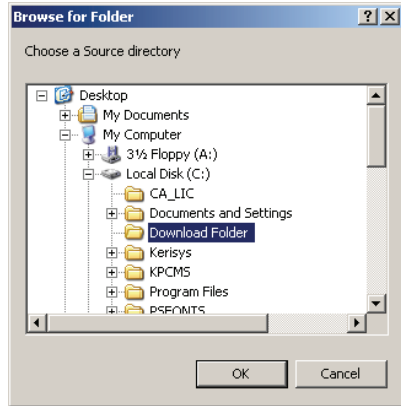 Browse for Folder
Choose a Source directory
Desktop
My Documents
My Computer
3½ Floppy (A:)
Local Disk (C:)
CA_LIC
Documents and Settings
Download Folder
Kerisys
KPCMS
Program Files
PSFONTS
OK Cancel